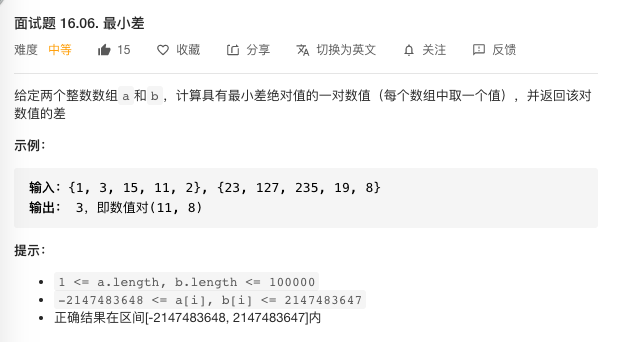 面试题 16.06. 最小差
难度 中等 15 收藏 分享 切换为英文 关注 反馈
给定两个整数数组 a 和 b ，计算具有最小差绝对值的一对数值（每个数组中取一个值），并返回该对
数值的差
示例：
输入：{1, 3, 15, 11, 2}, {23, 127, 235, 19, 8}
输出： 3，即数值对(11, 8)
提示：
1 <= a.length, b.length <= 100000
-2147483648 <= a[i], b[i] <= 2147483647
正确结果在区间[-2147483648, 2147483647]内